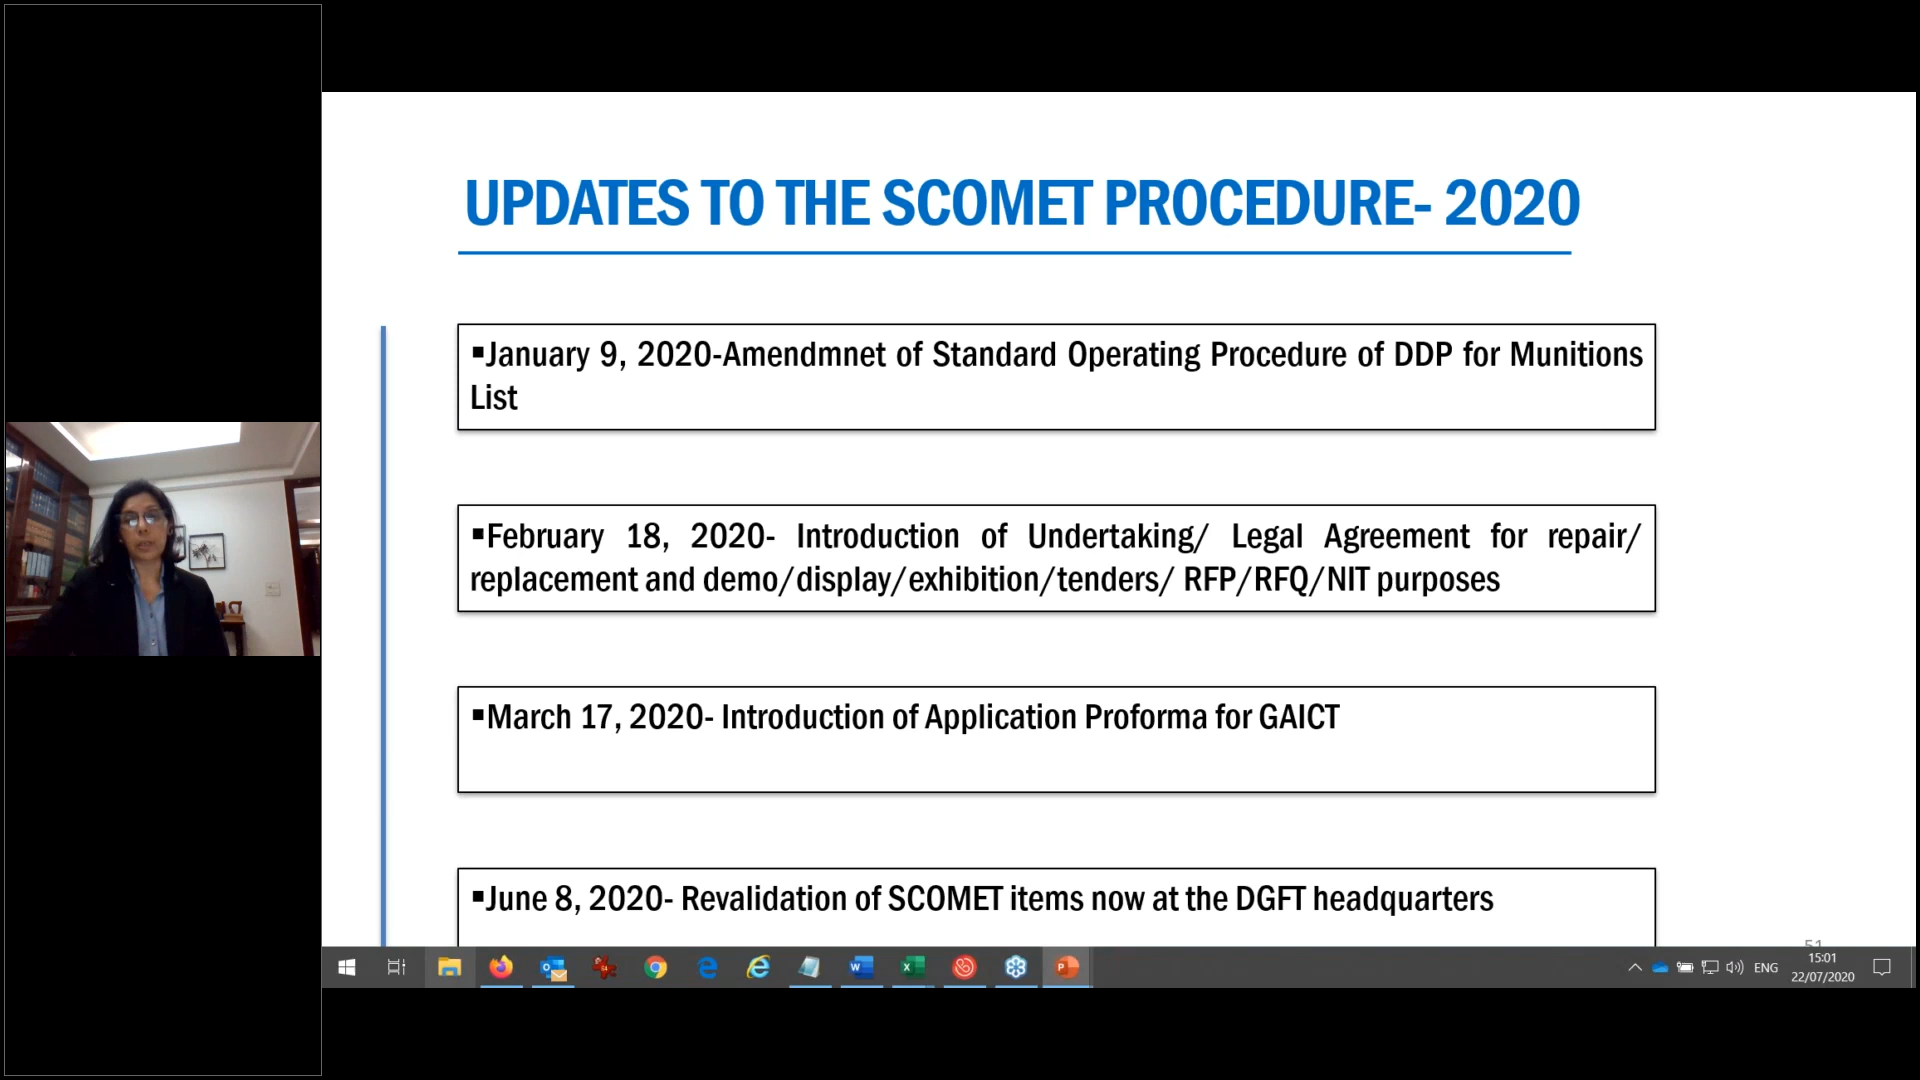 UPDATES TO THE SCOMET PROCEDURE- 2020
▪January 9, 2020-Amendmnet of Standard Operating Procedure of DDP for Munitions
List
▪February 18, 2020- Introduction of Undertaking/ Legal Agreement for repair/
replacement and demo/display/exhibition/tenders/ RFP/RFQ/NIT purposes
▪March 17, 2020- Introduction of Application Proforma for GAICT
▪June 8, 2020- Revalidation of SCOMET items now at the DGFT headquarters
ENG
15:01
22/07/2020